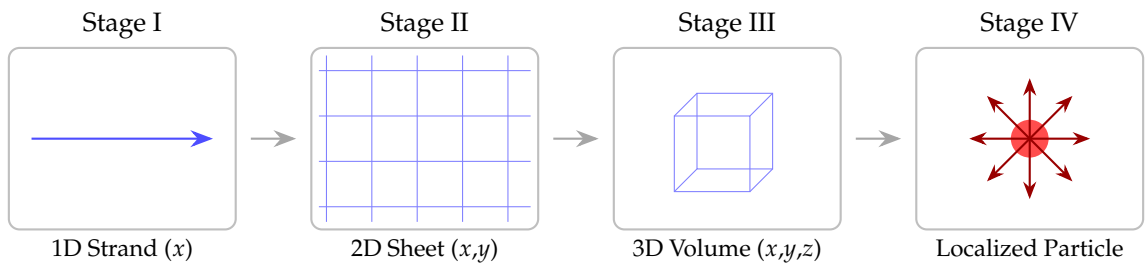 Stage I
Stage II
Stage III
Stage IV
1D Strand (x)
2D Sheet (x,y)
3D Volume (x,y,z)
Localized Particle